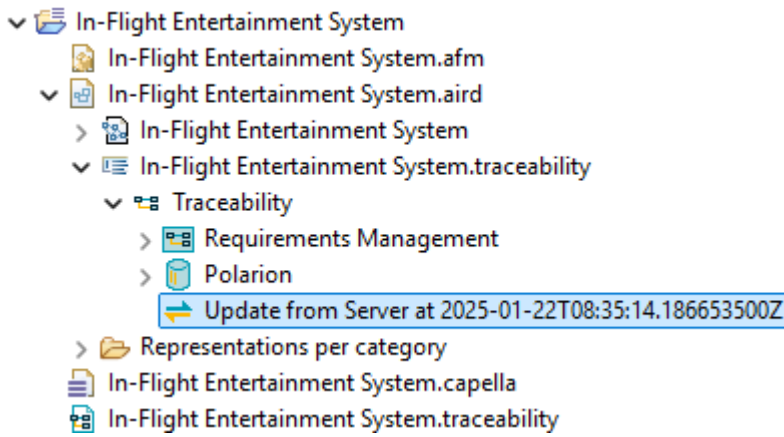 In-Flight Entertainment System
In-Flight Entertainment System.afm
In-Flight Entertainment System.aird
In-Flight Entertainment System
In-Flight Entertainment System.traceability
Traceability
Requirements Management
Polarion
Update from Server at 2025-01-22T08:35:14.186653500Z
Representations per category
In-Flight Entertainment System.capella
In-Flight Entertainment System.traceability